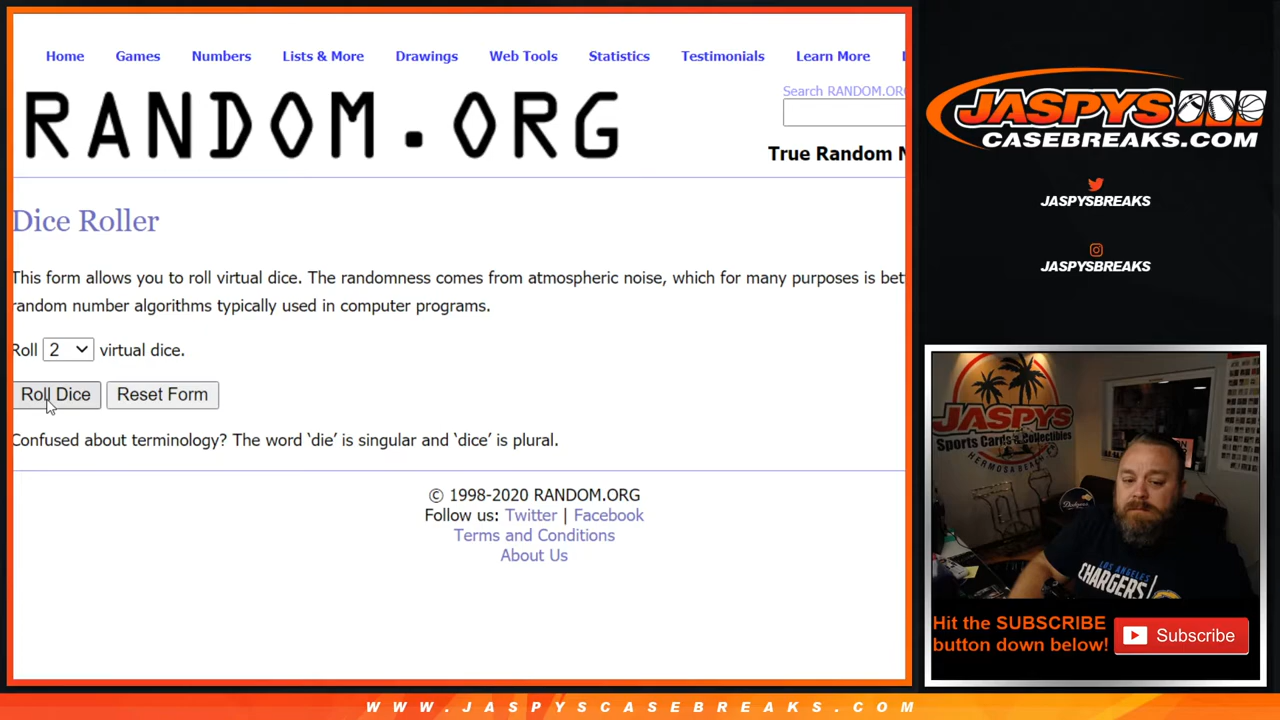 Home Games Numbers Lists & More Drawings Web Tools Statistics Testimonials Learn More
RANDOM.ORG
Search RANDOM.ORG
True Random N
Dice Roller
This form allows you to roll virtual dice. The randomness comes from atmospheric noise, which for many purposes is bet
random number algorithms typically used in computer programs.
Roll 2 virtual dice.
Roll Dice Reset Form
Confused about terminology? The word ‘die’ is singular and ‘dice’ is plural.
© 1998-2020 RANDOM.ORG
Follow us: Twitter | Facebook
Terms and Conditions
About Us
JASPYS
CASEBREAKS.COM
JASPYSBREAKS
JASPYSBREAKS
JASPYS
Sports Cards & Collectibles
HERMOSA BEACH
Dodgers
LOS ANGELES
CHARGERS
Hit the SUBSCRIBE
button down below!
Subscribe
WWW.JASPYSCASEBREAKS.COM